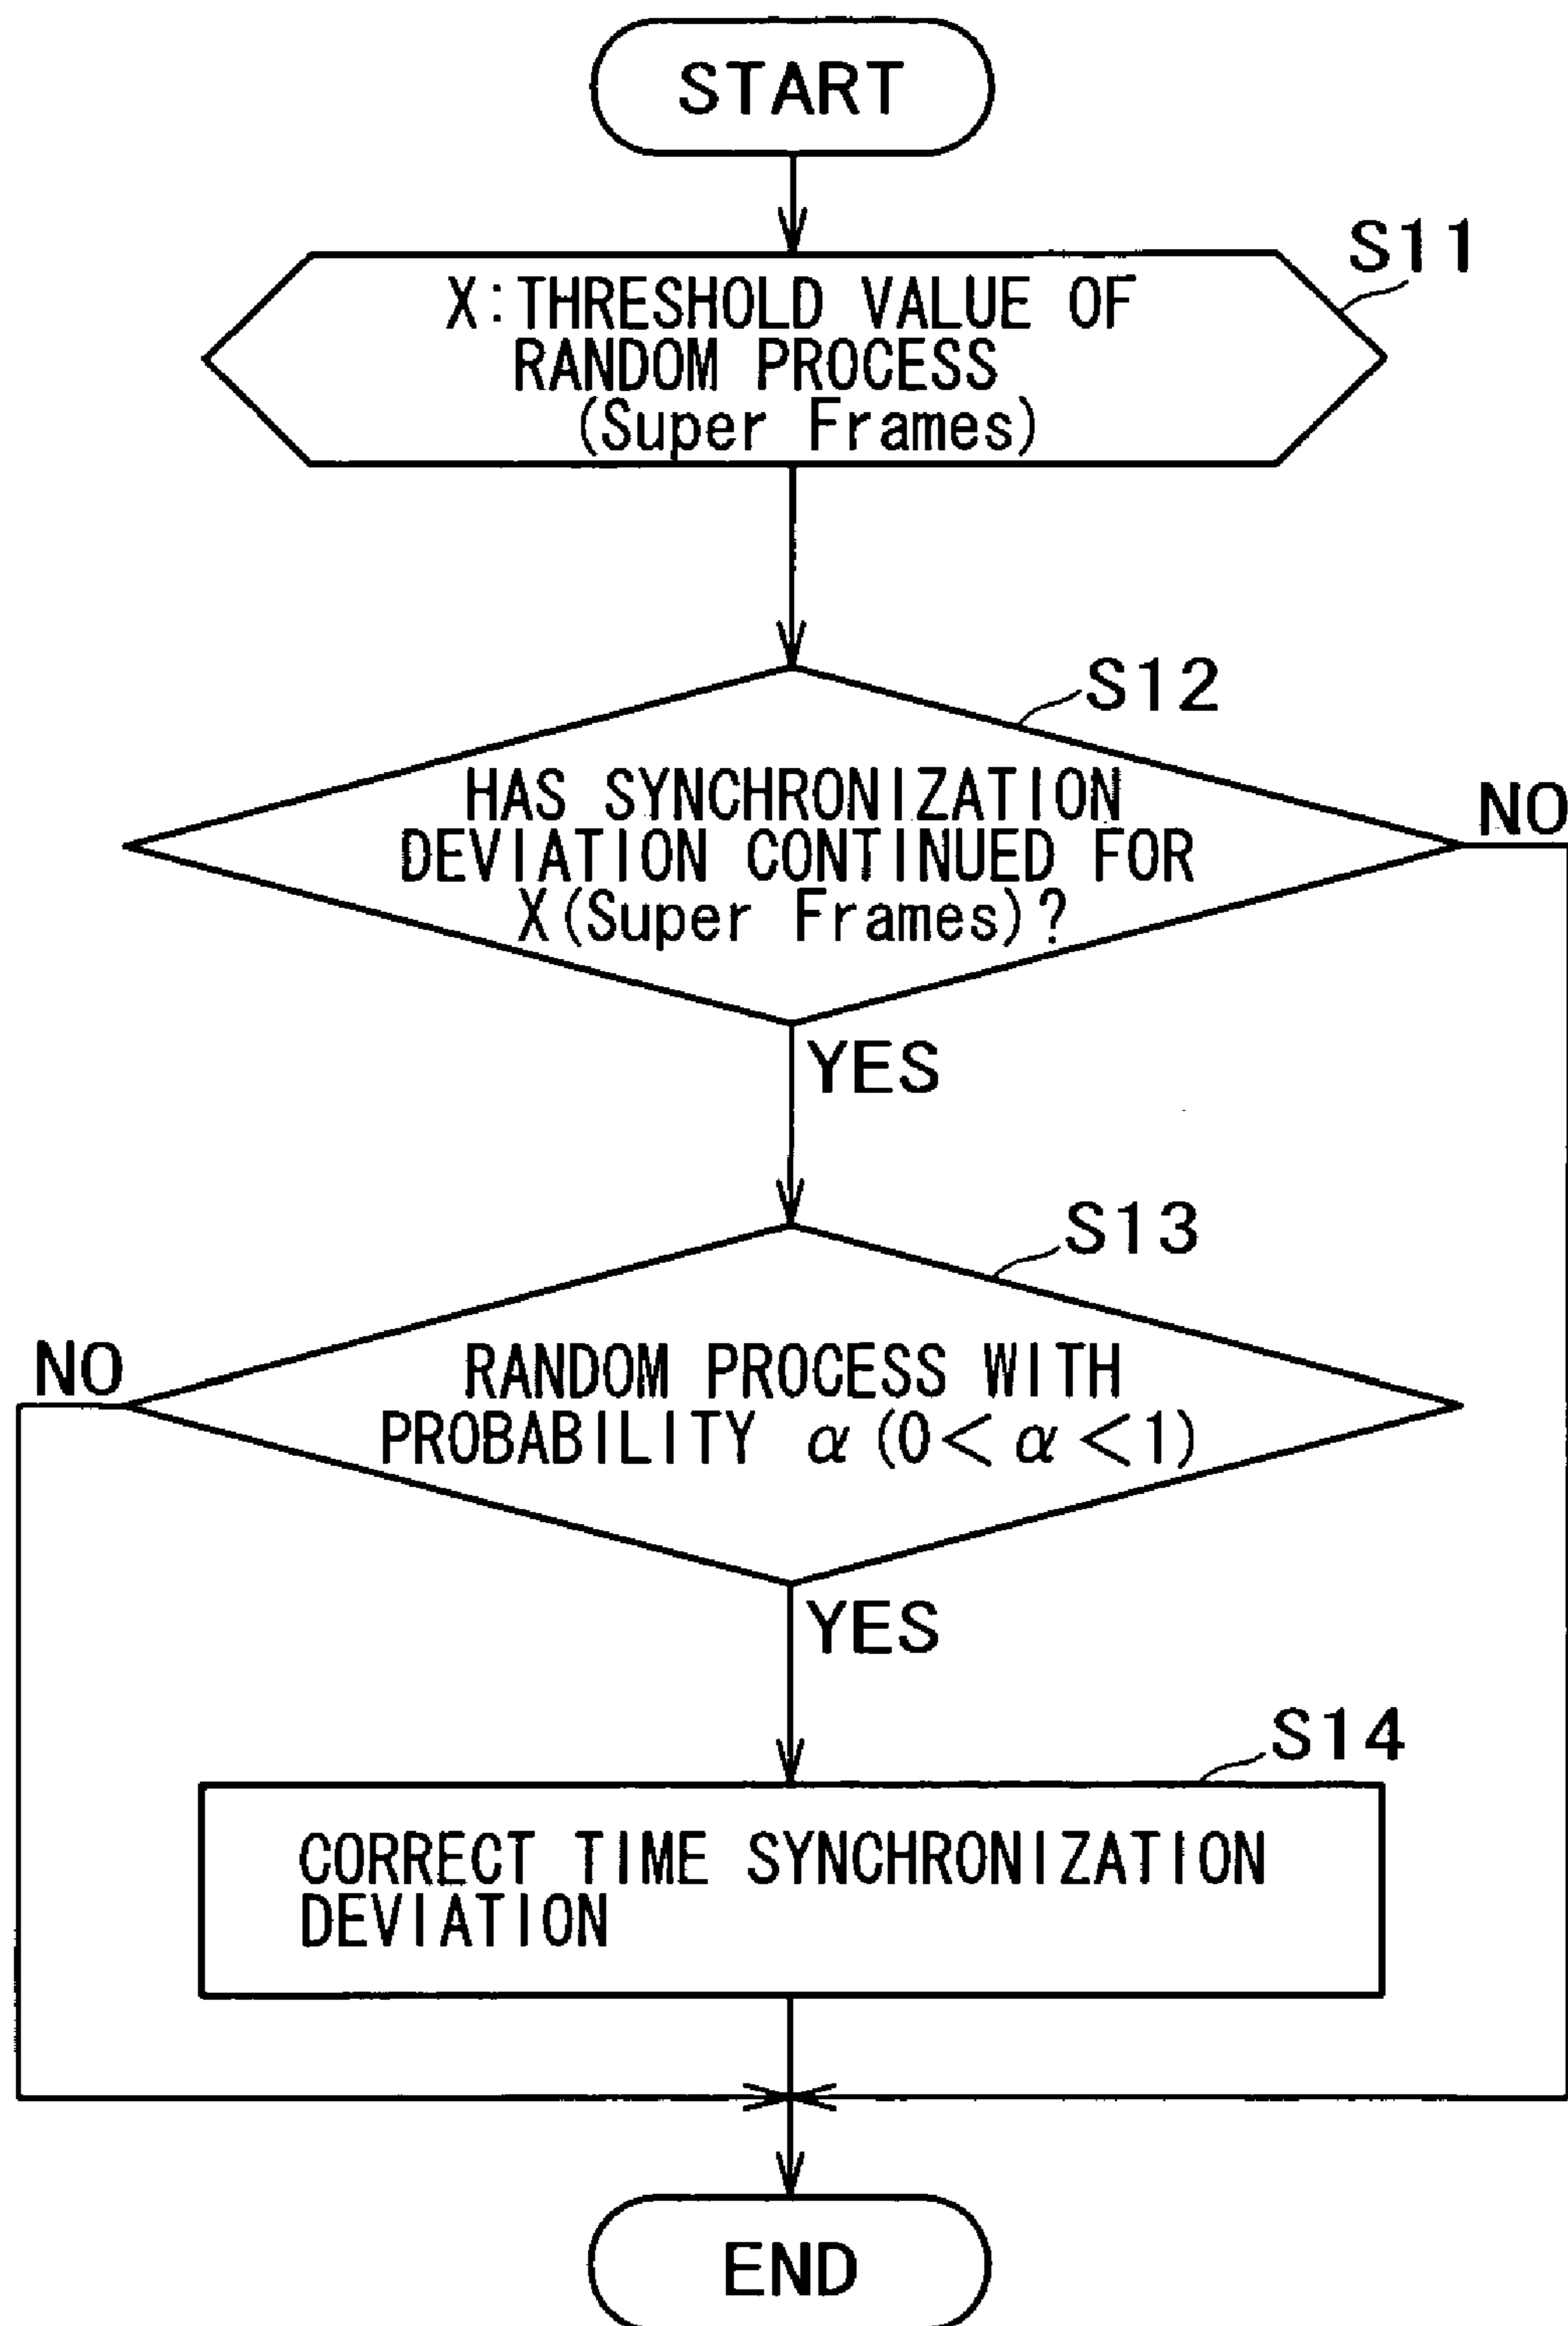 START
S11
X:THRESHOLD VALUE OF
RANDOM PROCESS
(Super Frames)
S12
HAS SYNCHRONIZATION
DEVIATION CONTINUED FOR
X(Super Frames)?
NO
YES
S13
RANDOM PROCESS WITH
PROBABILITY α (0< α <1)
NO
YES
S14
CORRECT TIME SYNCHRONIZATION
DEVIATION
END